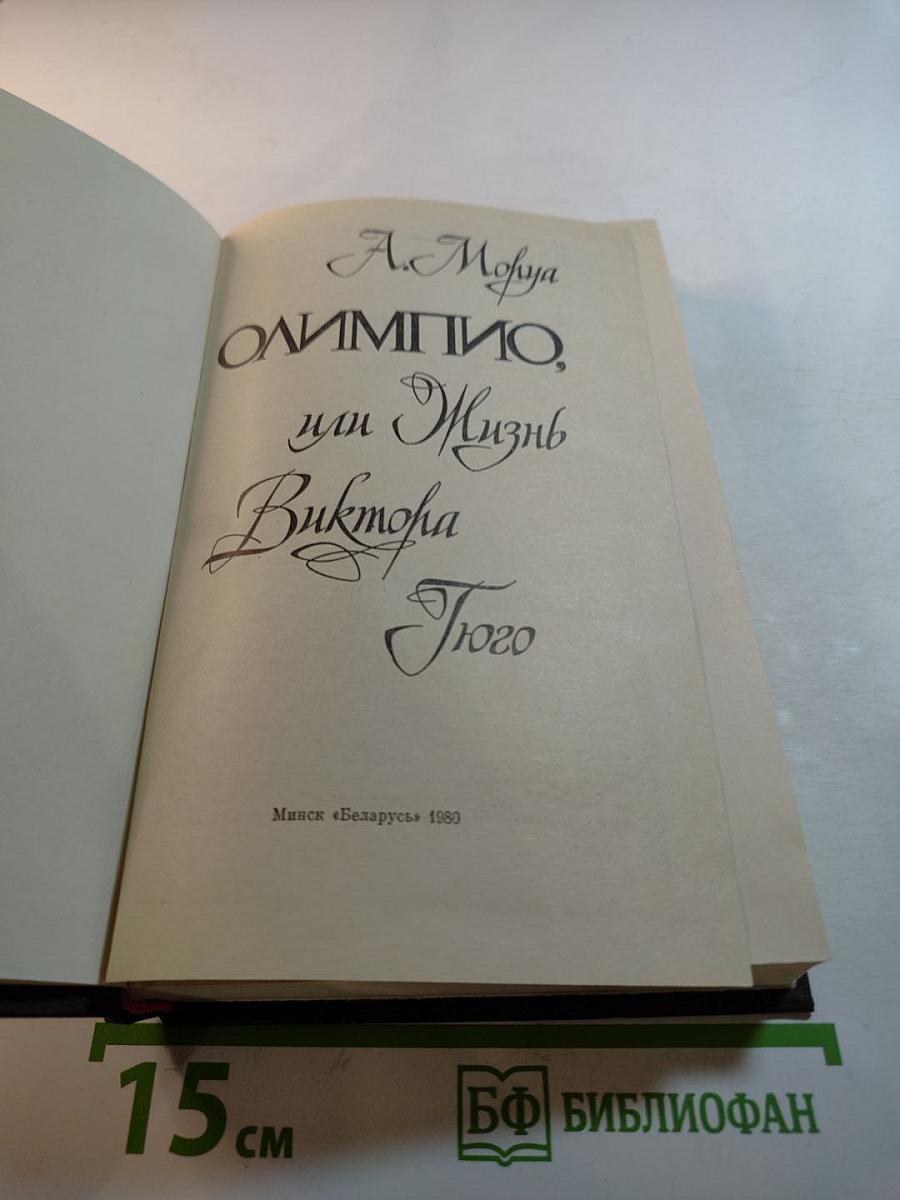 А. Моруа
ОЛИМПИО,
или Жизнь
Виктора
Гюго
Минск «Беларусь» 1980
15 см
БФ БИБЛИОФАН